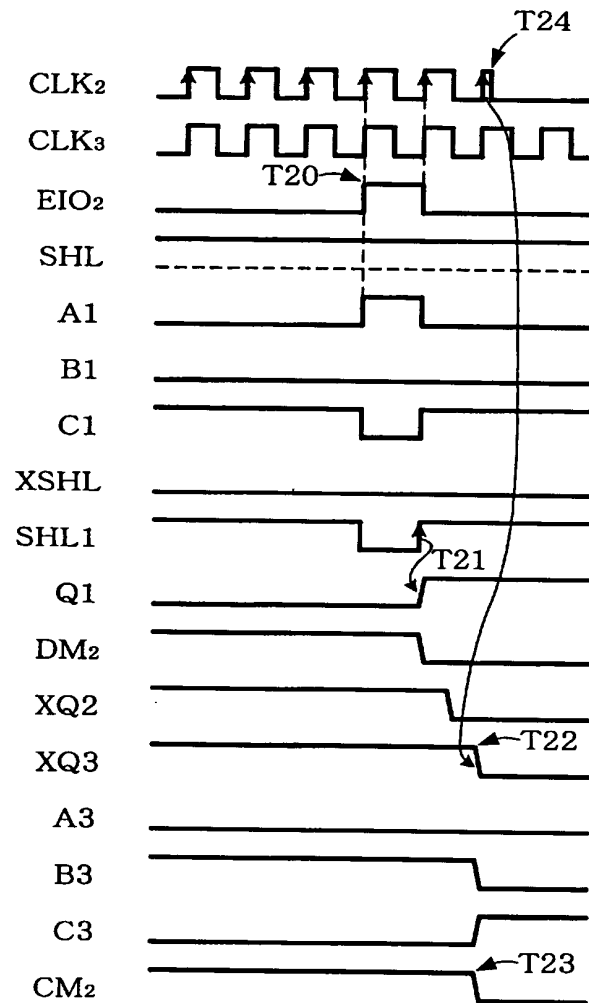 T24
CLK2
CLK3
T20
EIO2
SHL
A1
B1
C1
XSHL
SHL1
T21
Q1
DM2
XQ2
T22
XQ3
A3
B3
C3
T23
CM2